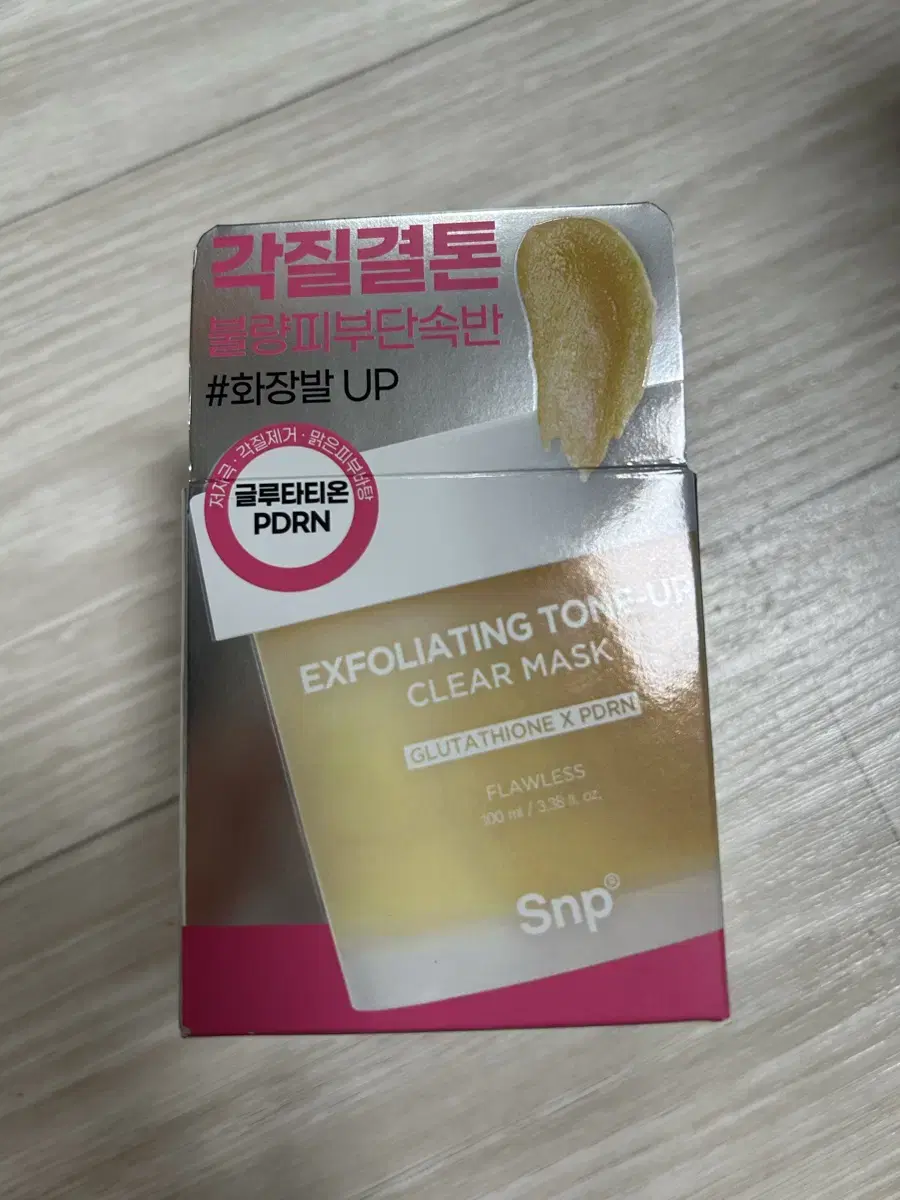 각질결톤
불량피부단속반
#화장발 UP
저자극 · 각질제거 · 맑은피부바탕
글루타티온
PDRN
EXFOLIATING TONE-UP
CLEAR MASK
GLUTATHIONE X PDRN
FLAWLESS
100 ml / 3.38 fl. oz.
Snp®